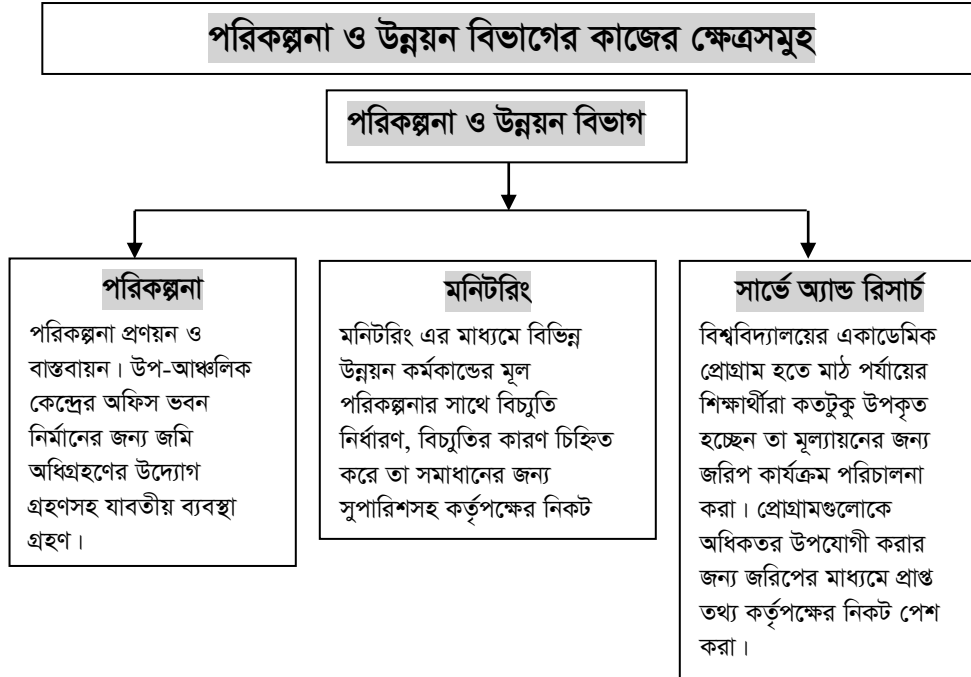 পরিকল্পনা ও উন্নয়ন বিভাগের কাজের ক্ষেত্রসমুহ
পরিকল্পনা ও উন্নয়ন বিভাগ
পরিকল্পনা
পরিকল্পনা প্রণয়ন ও
বাস্তবায়ন। উপ-আঞ্চলিক
কেন্দ্রের অফিস ভবন
নির্মানের জন্য জমি
অধিগ্রহণের উদ্যোগ
গ্রহণসহ যাবতীয় ব্যবস্থা
গ্রহণ।
মনিটরিং
মনিটরিং এর মাধ্যমে বিভিন্ন
উন্নয়ন কর্মকান্ডের মূল
পরিকল্পনার সাথে বিচ্যুতি
নির্ধারণ, বিচ্যুতির কারণ চিহ্নিত
করে তা সমাধানের জন্য
সুপারিশসহ কর্তৃপক্ষের নিকট
সার্ভে অ্যান্ড রিসার্চ
বিশ্ববিদ্যালয়ের একাডেমিক
প্রোগ্রাম হতে মাঠ পর্যায়ের
শিক্ষার্থীরা কতটুকু উপকৃত
হচ্ছেন তা মূল্যায়নের জন্য
জরিপ কার্যক্রম পরিচালনা
করা। প্রোগ্রামগুলোকে
অধিকতর উপযোগী করার
জন্য জরিপের মাধ্যমে প্রাপ্ত
তথ্য কর্তৃপক্ষের নিকট পেশ
করা।